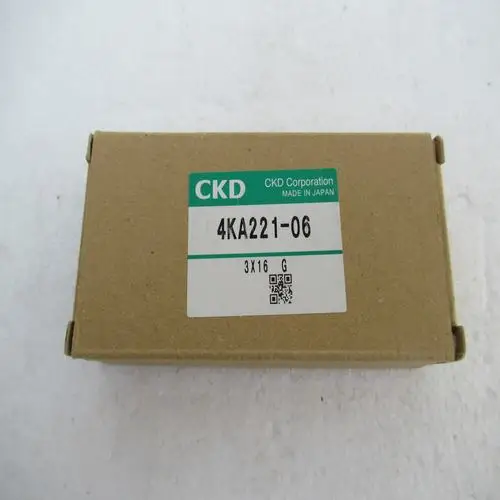 CKD
CKD Corporation
MADE IN JAPAN
4KA221-06
3X16 G